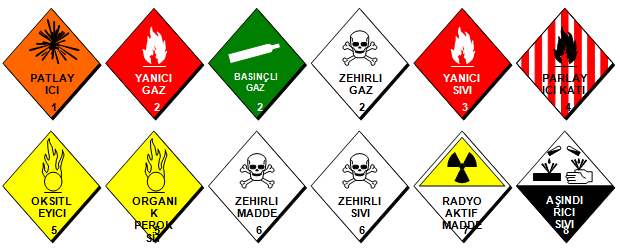 PATLAY
ICI
1
YANICI
GAZ
2
BASINÇLI
GAZ
2
ZEHIRLI
GAZ
2
YANICI
SIVI
3
PARLAY
ICI KATI
4
OKSITL
EYICI
5
ORGANI
K
PEROK
SIT
5
ZEHIRLI
MADDE
6
ZEHIRLI
SIVI
6
RADYO
AKTIF
MADDE
7
AŞINDI
RICI
SIVI
8